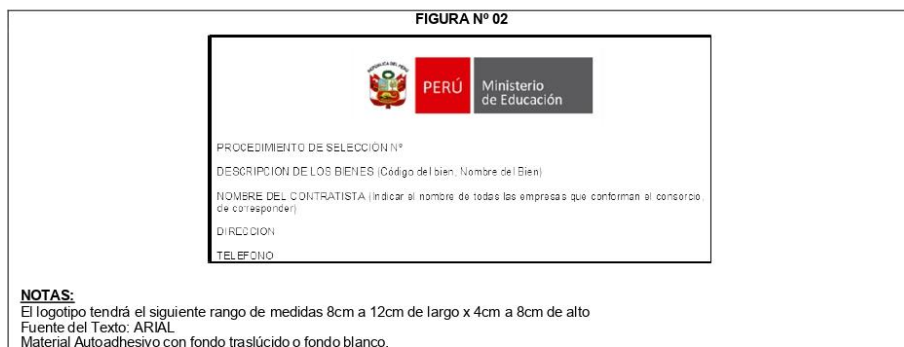 FIGURA Nº 02
REPÚBLICA DEL PERÚ
PERÚ
Ministerio
de Educación
PROCEDIMIENTO DE SELECCIÓN Nº
DESCRIPCION DE LOS BIENES (Código del bien, Nombre del Bien)
NOMBRE DEL CONTRATISTA (Indicar el nombre de todas las empresas que conforman el consorcio,
de corresponder)
DIRECCION
TELEFONO
NOTAS:
El logotipo tendrá el siguiente rango de medidas 8cm a 12cm de largo x 4cm a 8cm de alto
Fuente del Texto: ARIAL
Material Autoadhesivo con fondo traslúcido o fondo blanco.